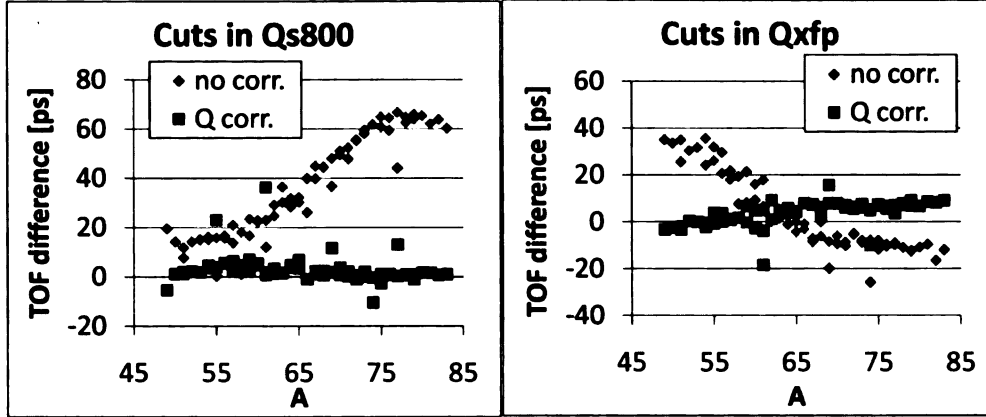 Cuts in Qs800
TOF difference [ps]
80
60
40
20
0
-20
no corr.
Q corr.
45
55
65
75
85
A
Cuts in Qxfp
TOF difference [ps]
60
40
20
0
-20
-40
no corr.
Q corr.
45
55
65
75
85
A